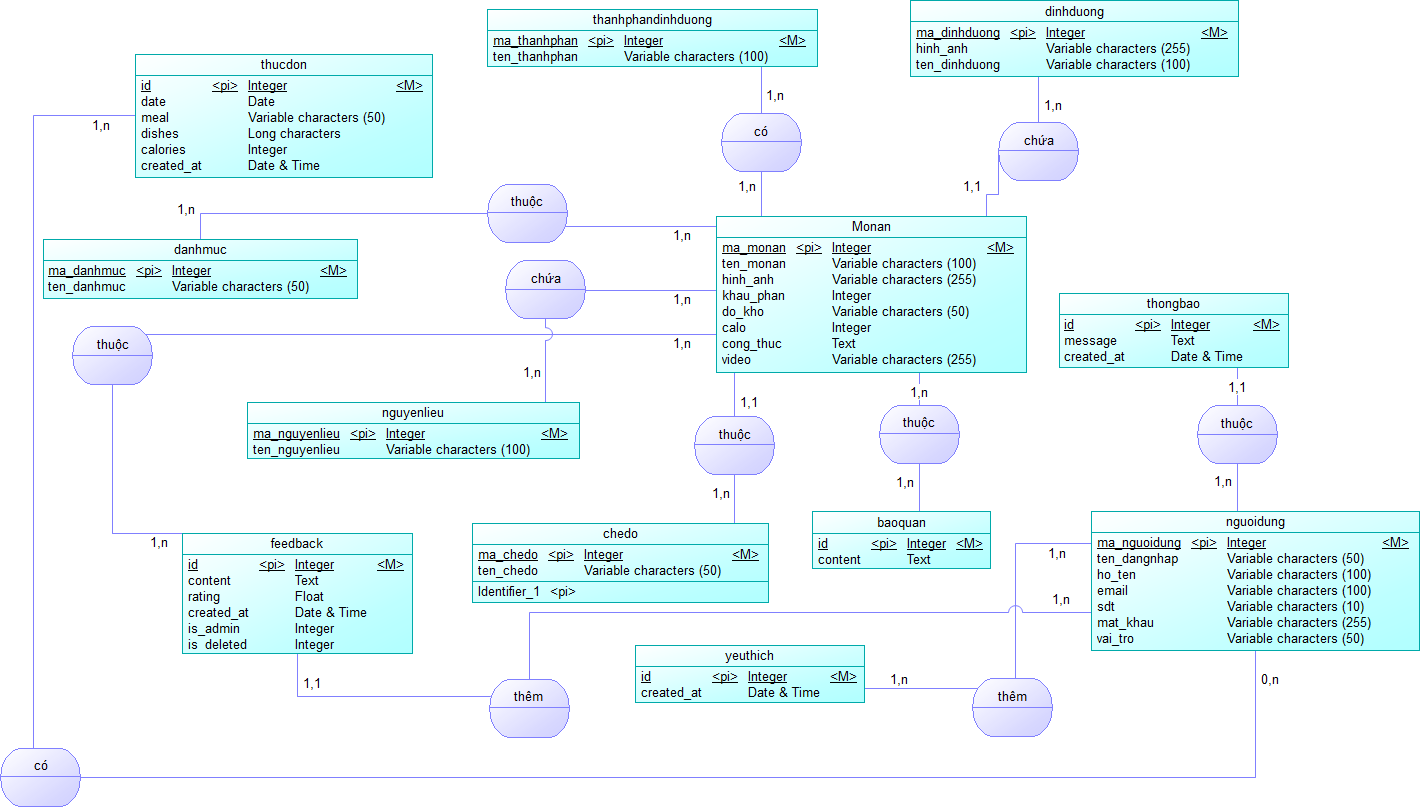 thanhphandinhduong
ma_thanhphan <pi> Integer <M>
ten_thanhphan Variable characters (100)
dinhduong
ma_dinhduong <pi> Integer <M>
hinh_anh Variable characters (255)
ten_dinhduong Variable characters (100)
thucdon
id <pi> Integer <M>
date Date
meal Variable characters (50)
dishes Long characters
calories Integer
created_at Date & Time
1,n
1,n
1,n
có
chứa
1,n
1,1
thuộc
1,n
1,n
danhmuc
ma_danhmuc <pi> Integer <M>
ten_danhmuc Variable characters (50)
Monan
ma_monan <pi> Integer <M>
ten_monan Variable characters (100)
hinh_anh Variable characters (255)
khau_phan Integer
do_kho Variable characters (50)
calo Integer
cong_thuc Text
video Variable characters (255)
chứa
1,n
thongbao
id <pi> Integer <M>
message Text
created_at Date & Time
thuộc
1,n
1,n
1,1
1,n
1,1
nguyenlieu
ma_nguyenlieu <pi> Integer <M>
ten_nguyenlieu Variable characters (100)
thuộc
thuộc
thuộc
1,n
1,n
1,n
chedo
ma_chedo <pi> Integer <M>
ten_chedo Variable characters (50)
Identifier_1 <pi>
baoquan
id <pi> Integer <M>
content Text
nguoidung
ma_nguoidung <pi> Integer <M>
ten_dangnhap Variable characters (50)
ho_ten Variable characters (100)
email Variable characters (100)
sdt Variable characters (10)
mat_khau Variable characters (255)
vai_tro Variable characters (50)
1,n
feedback
id <pi> Integer <M>
content Text
rating Float
created_at Date & Time
is_admin Integer
is_deleted Integer
1,n
1,n
yeuthich
id <pi> Integer <M>
created_at Date & Time
1,1
thêm
1,n
thêm
0,n
có